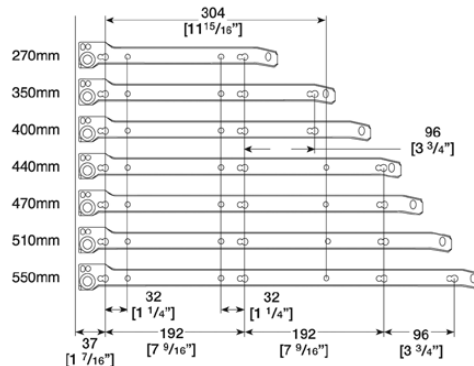 304
[11 15/16"]
270mm
350mm
400mm
96
[3 3/4"]
440mm
470mm
510mm
550mm
32
[1 1/4"]
32
[1 1/4"]
37
[1 7/16"]
192
[7 9/16"]
192
[7 9/16"]
96
[3 3/4"]